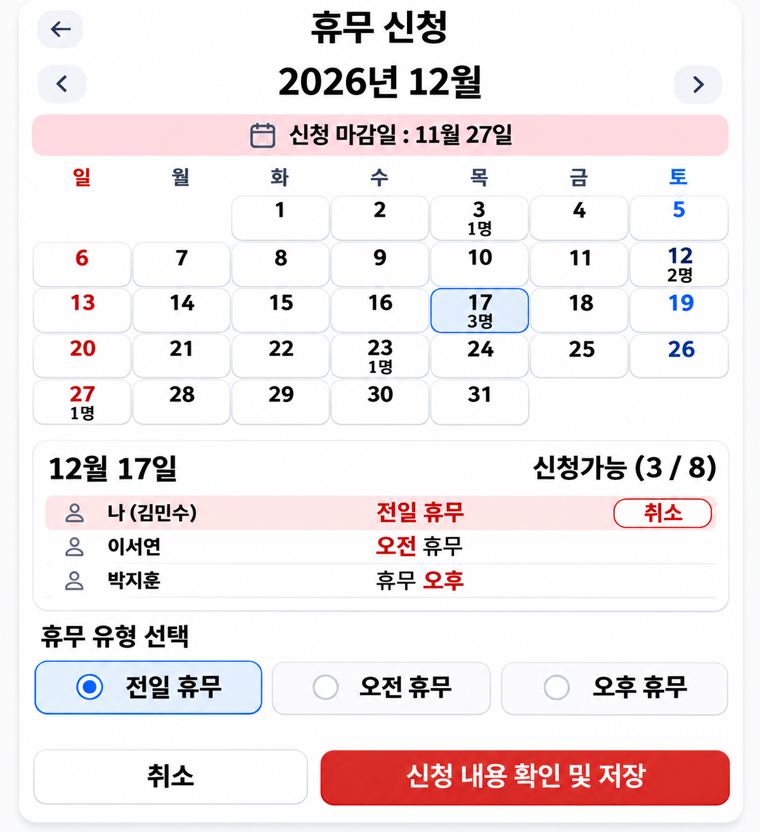 휴무 신청
2026년 12월
신청 마감일 : 11월 27일
일 월 화 수 목 금 토
1 2 3 4 5
1명
6 7 8 9 10 11 12
2명
13 14 15 16 17 18 19
3명
20 21 22 23 24 25 26
1명
27 28 29 30 31
1명
12월 17일 신청가능 (3 / 8)
나 (김민수) 전일 휴무 취소
이서연 오전 휴무
박지훈 휴무 오후
휴무 유형 선택
전일 휴무 오전 휴무 오후 휴무
취소 신청 내용 확인 및 저장